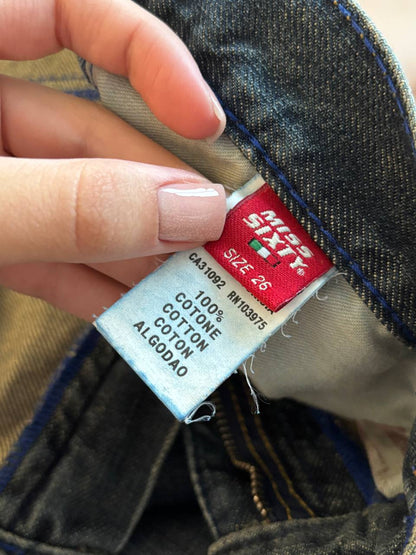 MISS
SIXTY®
SIZE 26
CA31092 RN103975
100%
COTONE
COTTON
COTON
ALGODAO